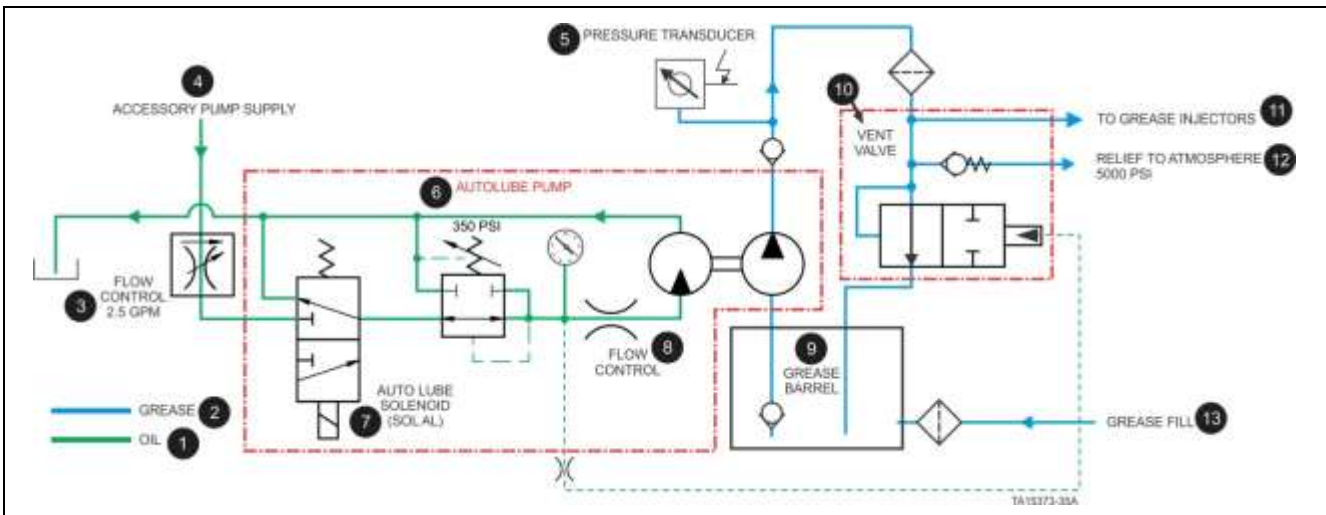 5 PRESSURE TRANSDUCER
4
ACCESSORY PUMP SUPPLY
10
VENT
VALVE
TO GREASE INJECTORS 11
RELIEF TO ATMOSPHERE 12
5000 PSI
6 AUTOLUBE PUMP
350 PSI
3 FLOW
CONTROL
2.5 GPM
FLOW
CONTROL 8
9
GREASE
BARREL
AUTO LUBE
SOLENOID
(SOL AL)
7
GREASE 2
OIL 1
GREASE FILL 13
TA15373-35A